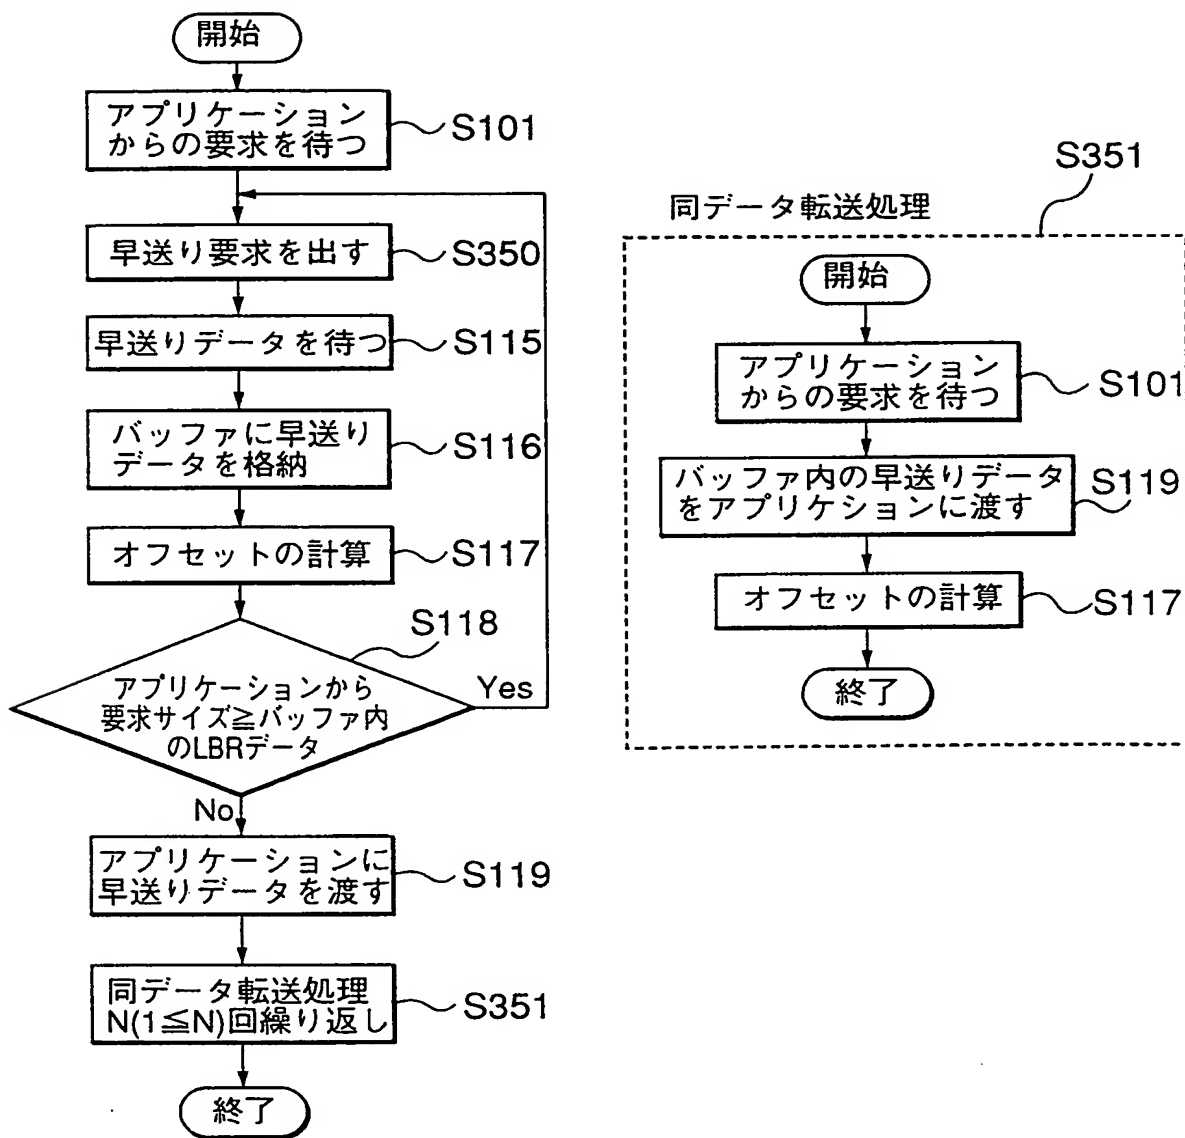 開始
アプリケーション
からの要求を待つ
S101
早送り要求を出す
S350
早送りデータを待つ
S115
バッファに早送り
データを格納
S116
オフセットの計算
S117
S118
アプリケーションから
要求サイズ≧バッファ内
のLBRデータ
Yes
No
アプリケーションに
早送りデータを渡す
S119
同データ転送処理
N(1≦N)回繰り返し
S351
終了
S351
同データ転送処理
開始
アプリケーション
からの要求を待つ
S101
バッファ内の早送りデータ
をアプリケションに渡す
S119
オフセットの計算
S117
終了